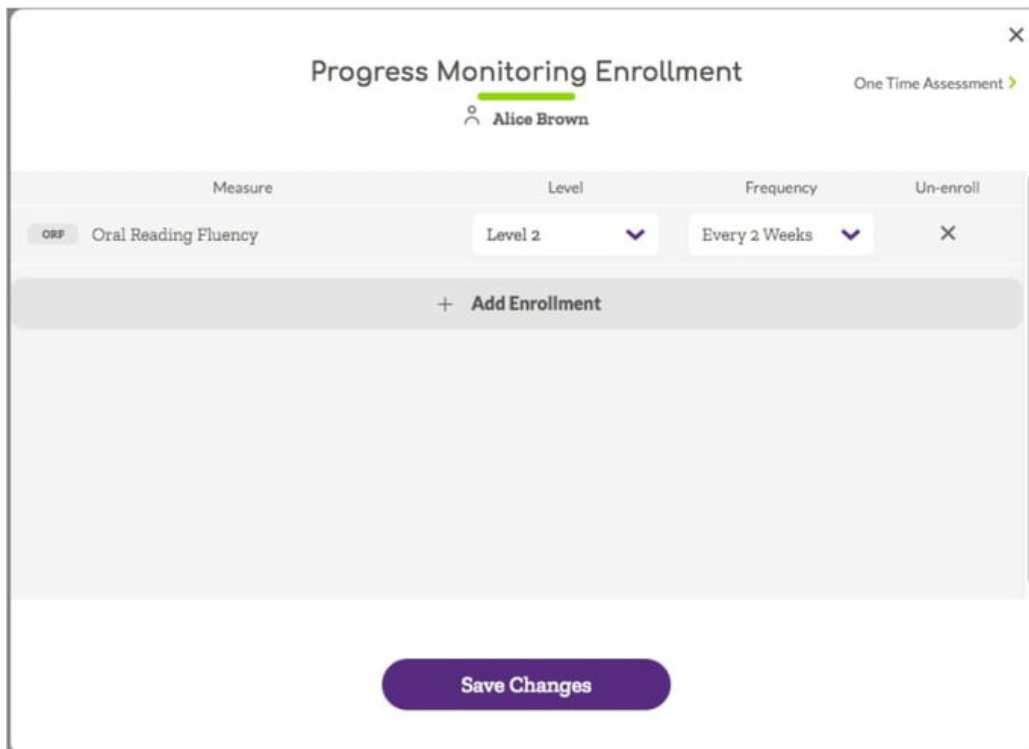 Progress Monitoring Enrollment
One Time Assessment
Alice Brown
Measure Level Frequency Un-enroll
ORF Oral Reading Fluency Level 2 Every 2 Weeks
+ Add Enrollment
Save Changes